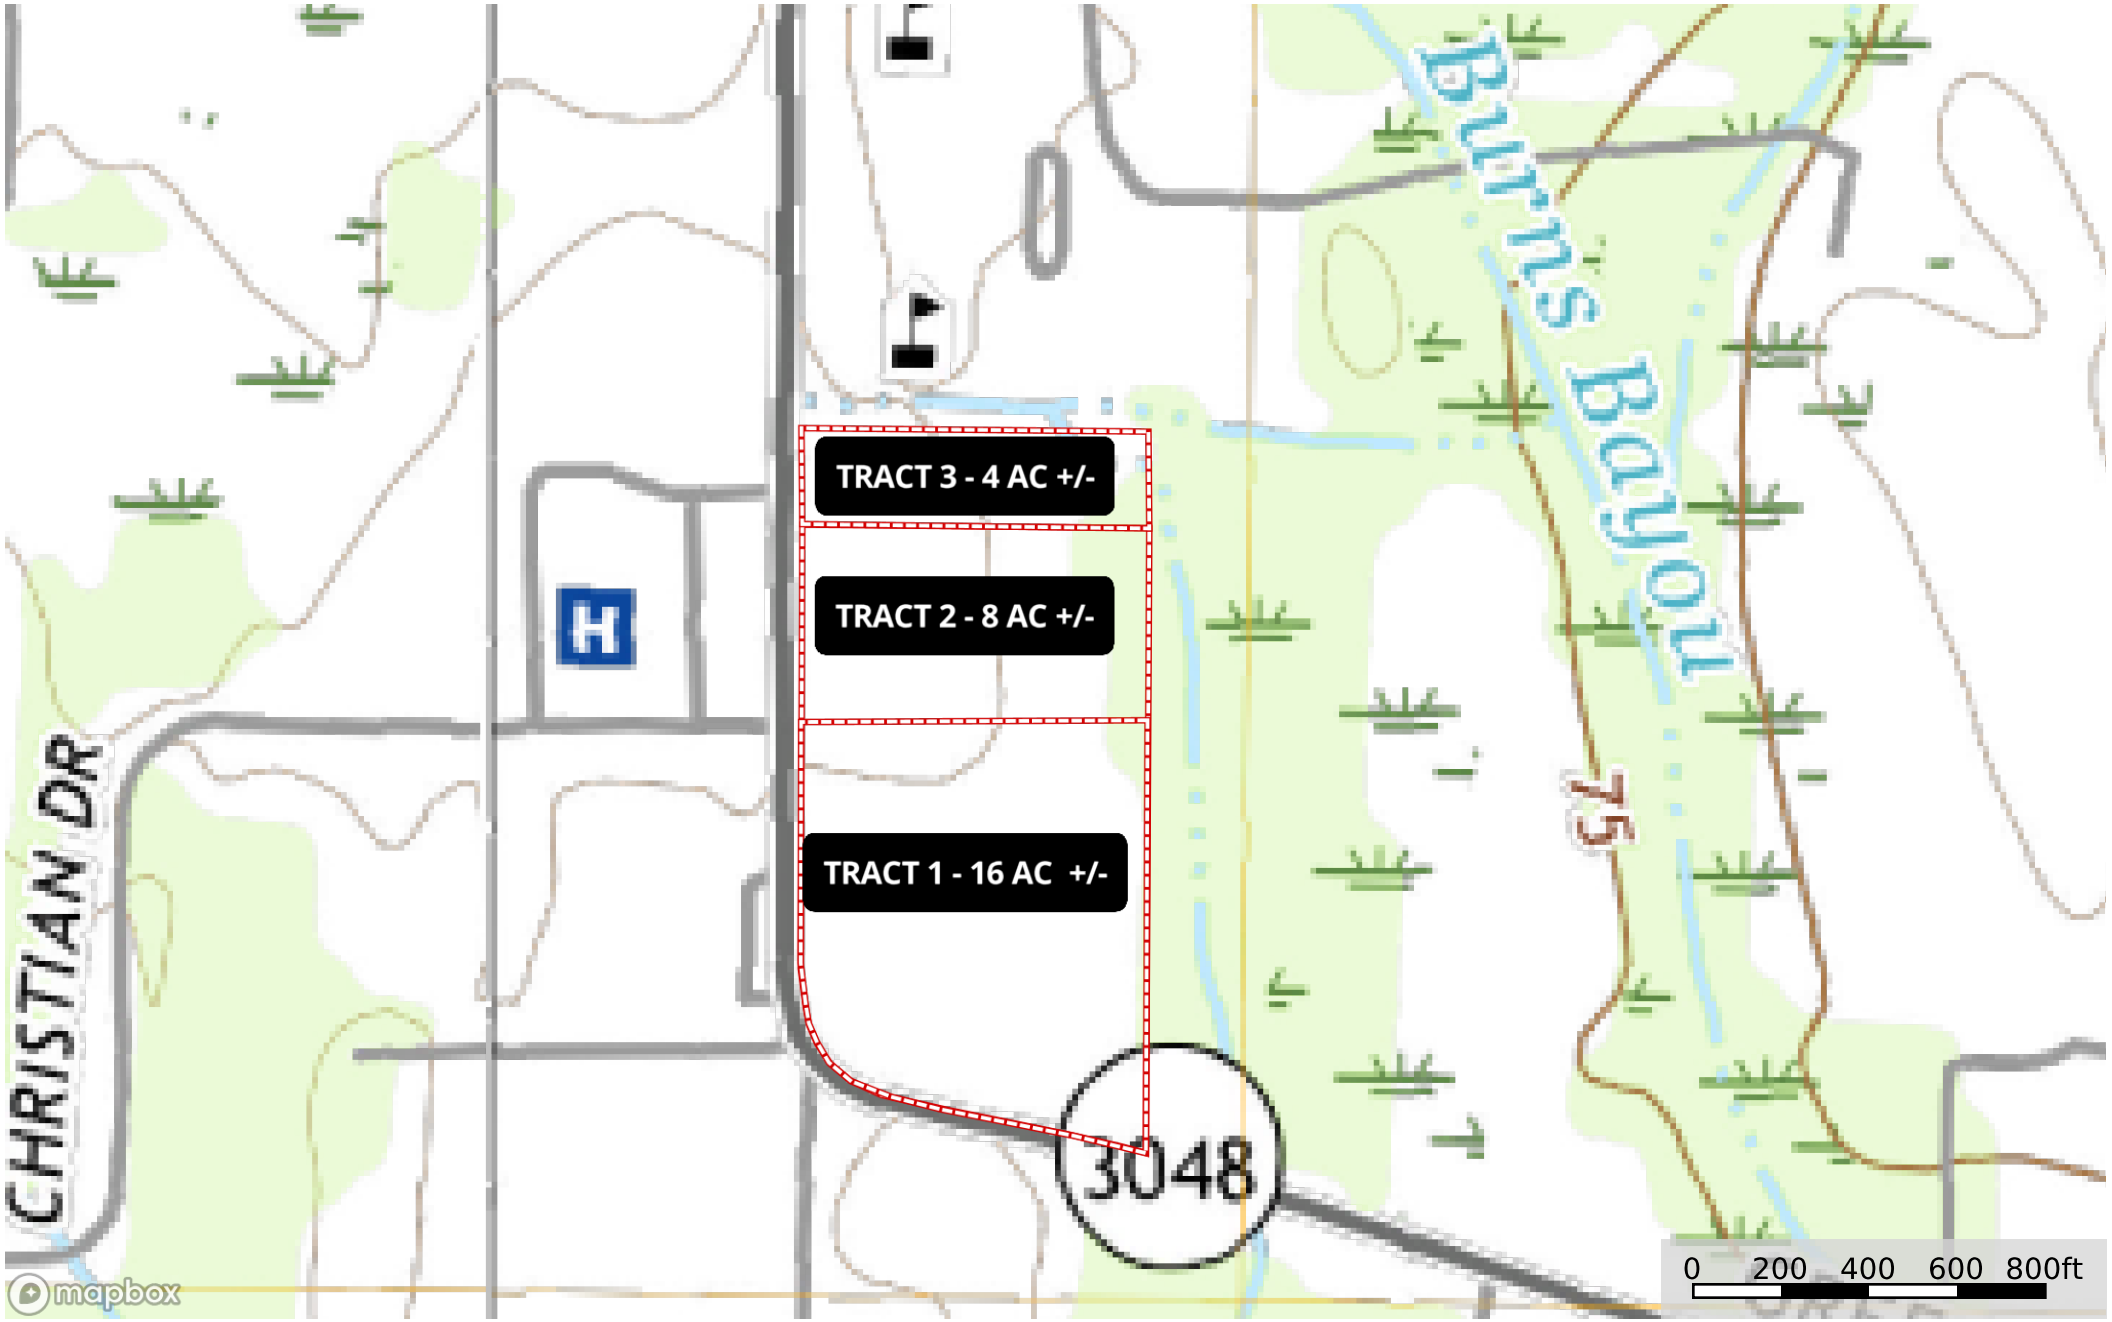 Burns Bayou
TRACT 3 - 4 AC +/-
TRACT 2 - 8 AC +/-
H
75
CHRISTIAN DR
TRACT 1 - 16 AC +/-
3048
0 200 400 600 800ft
mapbox